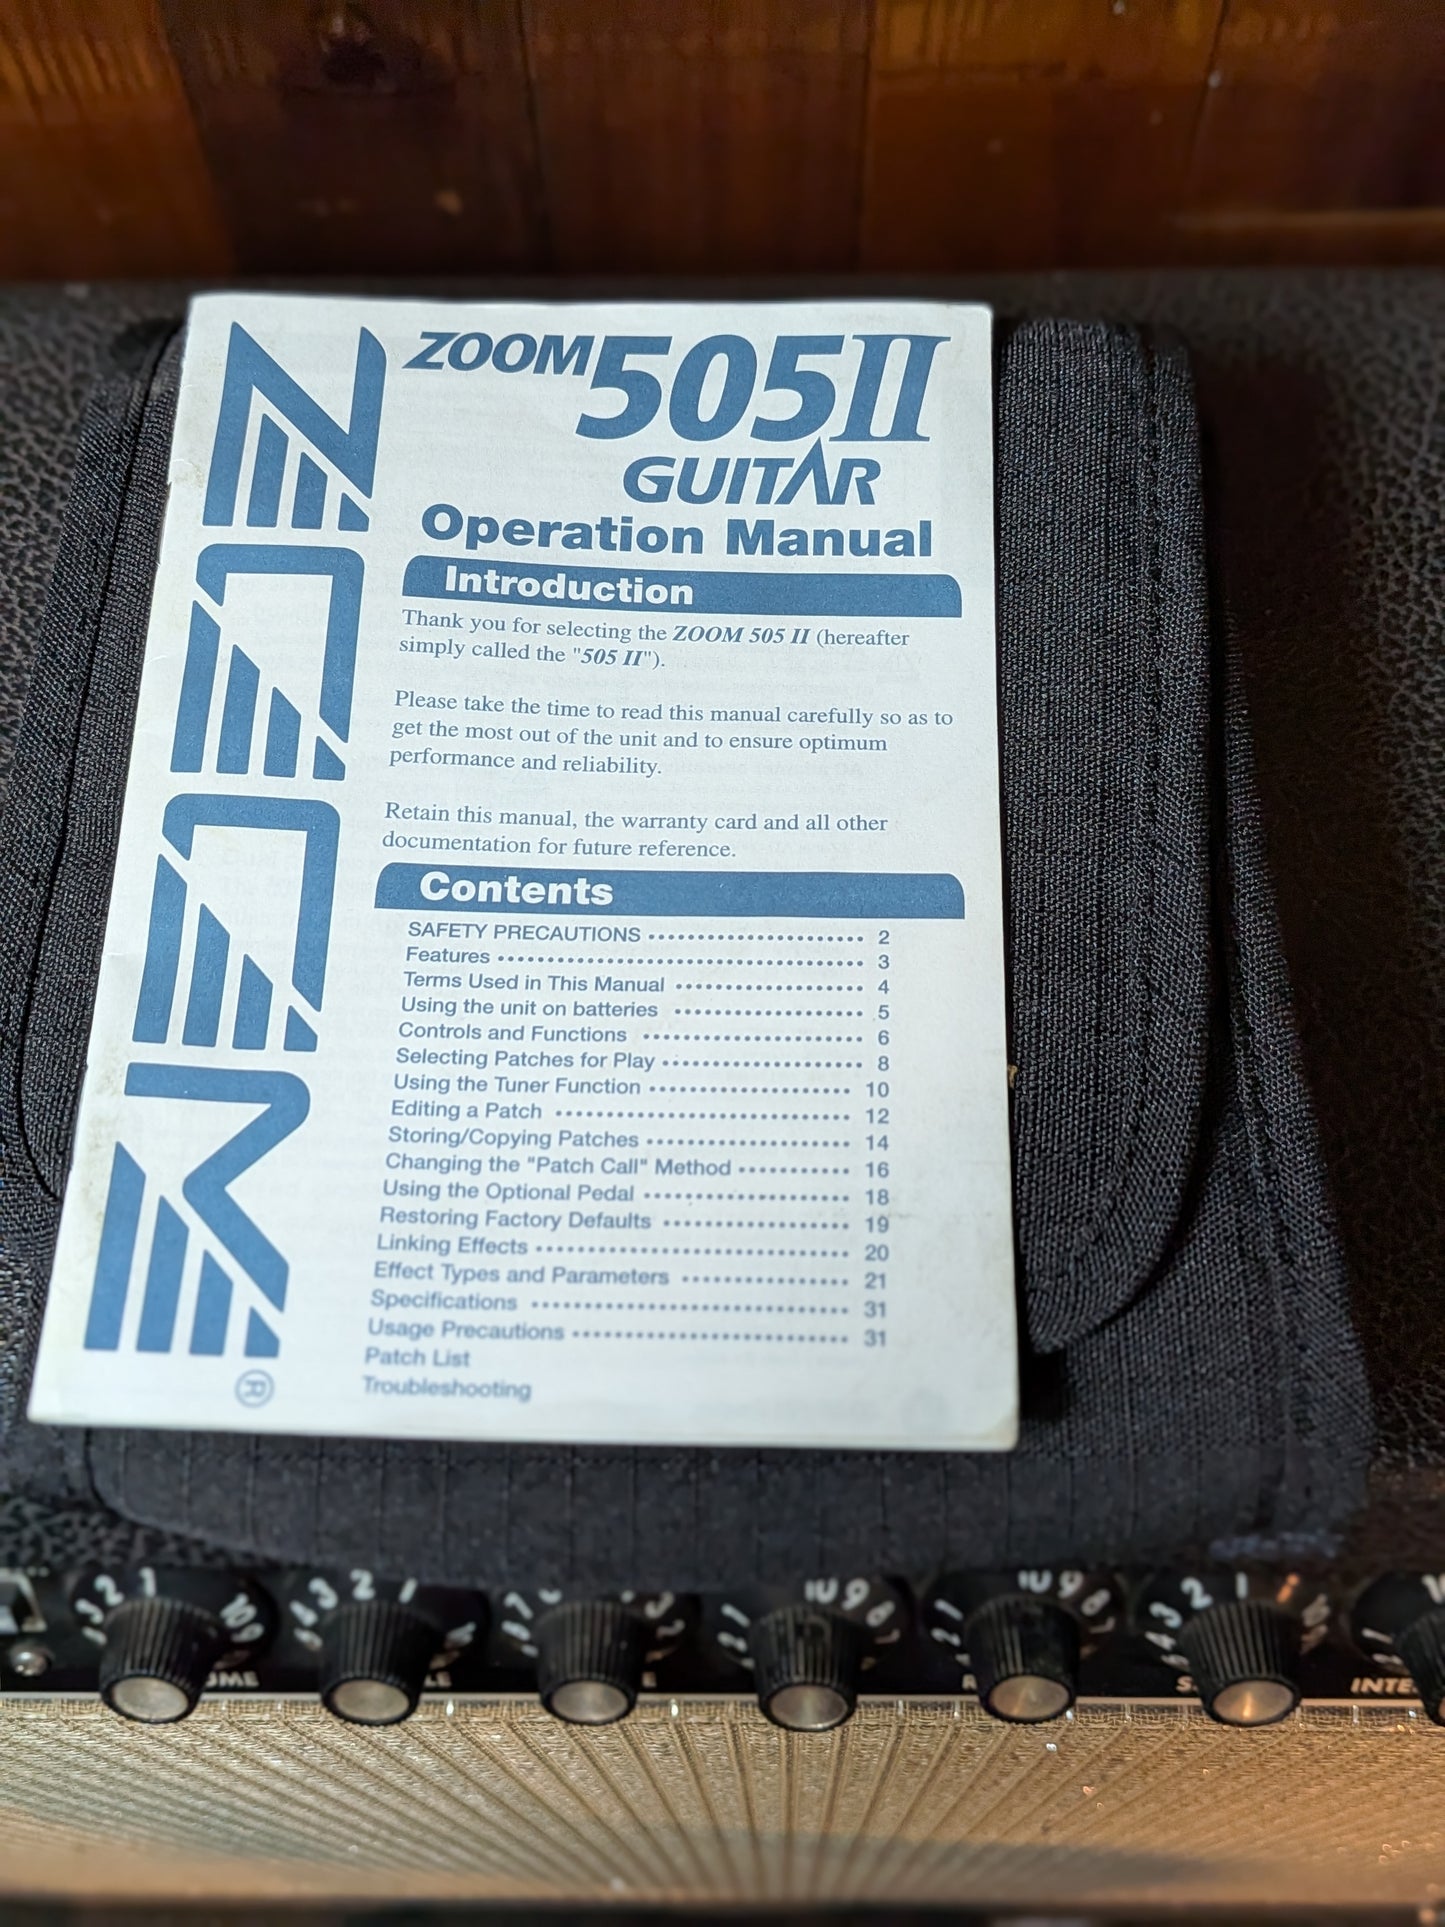 ZOOM
ZOOM 505II
GUITAR
Operation Manual
Introduction
Thank you for selecting the ZOOM 505 II (hereafter
simply called the "505 II").
Please take the time to read this manual carefully so as to
get the most out of the unit and to ensure optimum
performance and reliability.
Retain this manual, the warranty card and all other
documentation for future reference.
Contents
SAFETY PRECAUTIONS •••••••••••••••••••••• 2
Features ••••••••••••••••••••••••••••••••••••• 3
Terms Used in This Manual ••••••••••••••••••• 4
Using the unit on batteries ••••••••••••••••••• 5
Controls and Functions •••••••••••••••••••••• 6
Selecting Patches for Play •••••••••••••••••••• 8
Using the Tuner Function •••••••••••••••••••• 10
Editing a Patch •••••••••••••••••••••••••••••• 12
Storing/Copying Patches •••••••••••••••••••• 14
Changing the "Patch Call" Method ••••••••••• 16
Using the Optional Pedal •••••••••••••••••••• 18
Restoring Factory Defaults •••••••••••••••••• 19
Linking Effects ••••••••••••••••••••••••••••••• 20
Effect Types and Parameters •••••••••••••••• 21
Specifications ••••••••••••••••••••••••••••••• 31
Usage Precautions ••••••••••••••••••••••••••• 31
Patch List
Troubleshooting
®